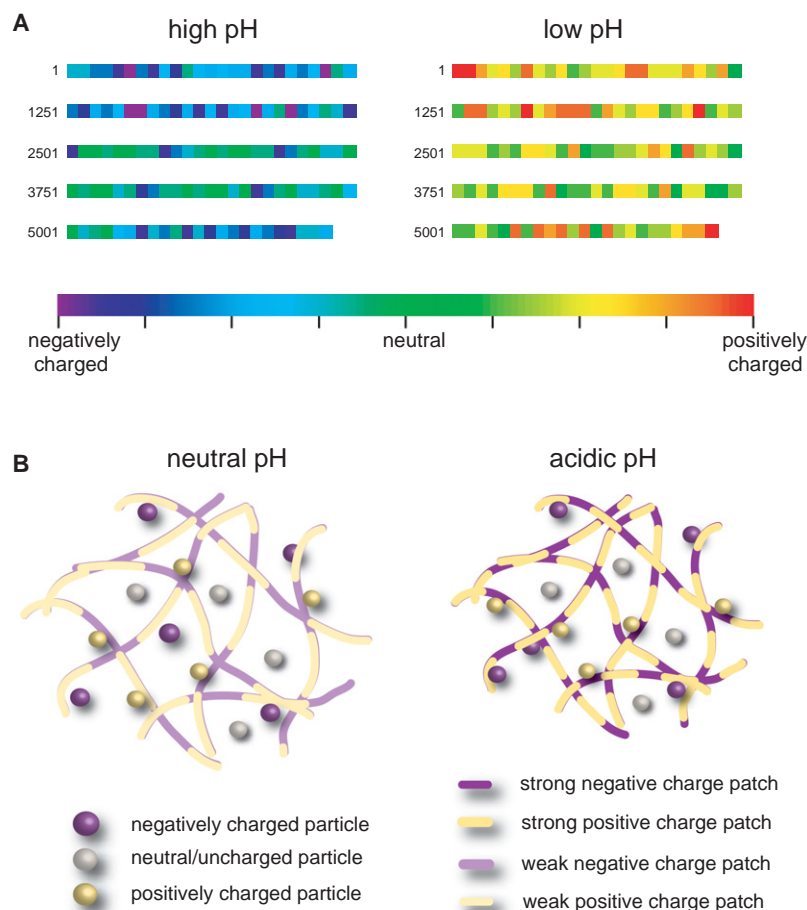 A
high pH
low pH
1
1251
2501
3751
5001
1
1251
2501
3751
5001
negatively
charged
neutral
positively
charged
B
neutral pH
acidic pH
negatively charged particle
neutral/uncharged particle
positively charged particle
strong negative charge patch
strong positive charge patch
weak negative charge patch
weak positive charge patch